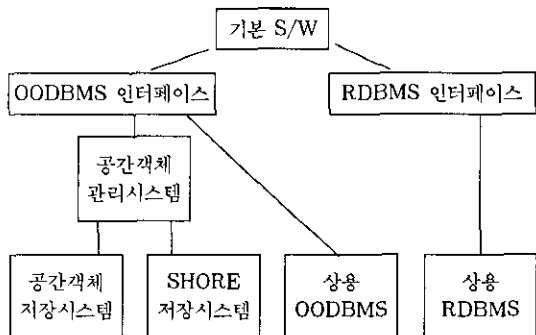 기본 S/W
OODBMS 인터페이스
RDBMS 인터페이스
공간객체
관리시스템
공간객체
저장시스템
SHORE
저장시스템
상용
OODBMS
상용
RDBMS